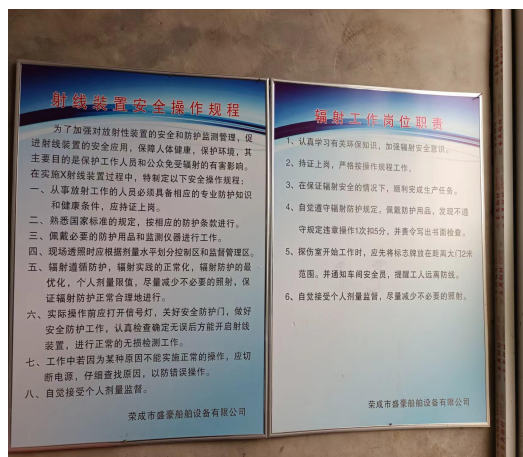 射线装置安全操作规程
为了加强对放射性装置的安全和防护监测管理，促
进射线装置的安全应用，保障人体健康，保护环境，其
主要目的是保护工作人员和公众免受辐射的有害影响。
在实施X射线装置过程中，特制定以下安全操作规程：
一、从事放射工作的人员必须具备相应的专业防护知识
和健康条件，应持证上岗。
二、熟悉国家标准的规定，按相应的防护条款进行。
三、佩戴必要的防护用品和监测仪器进行工作。
四、现场透照时应根据剂量水平划分控制区和监督管理区。
五、辐射遵循防护，辐射实践的正常化，辐射防护的最
优化，个人剂量限值，尽量减少不必要的照射，保
证辐射防护正常合理地进行。
六、实际操作前应打开信号灯，关好安全防护门，做好
安全防护工作，认真检查确定无误后方能开启射线
装置，进行正常的无损检测工作。
七、工作中若因为某种原因不能实施正常的操作，应切
断电源，仔细查找原因，以防错误操作。
八、自觉接受个人剂量监督。
荣成市盛豪船舶设备有限公司
辐射工作岗位职责
1、认真学习有关环保知识，加强辐射安全意识。
2、持证上岗，严格按操作规程工作。
3、在保证辐射安全的情况下，顺利完成生产任务。
4、自觉遵守辐射防护规定，佩戴防护用品，发现不遵
守规定违章操作1次扣5分，并责令写出书面检查。
5、探伤室开始工作时，应先将标志牌放在距离大门2米
范围。并通知车间安全员，提醒工人远离防线。
6、自觉接受个人剂量监督，尽量减少不必要的照射。
荣成市盛豪船舶设备有限公司